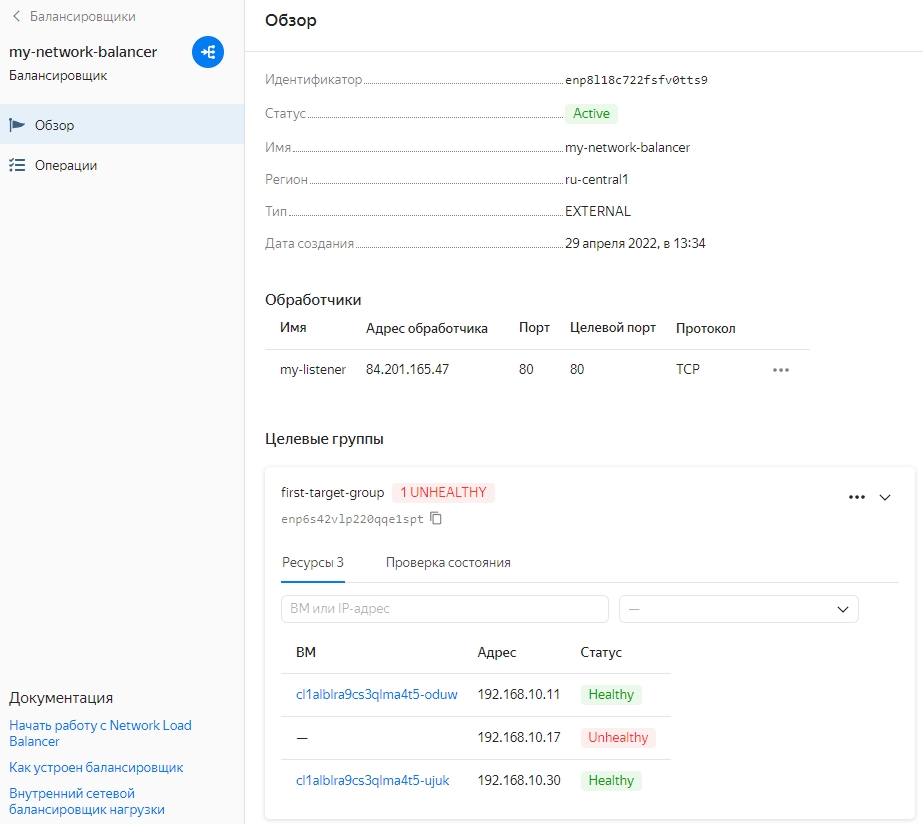 Балансировщики
my-network-balancer
Балансировщик
Обзор
Операции
Документация
Начать работу с Network Load
Balancer
Как устроен балансировщик
Внутренний сетевой
балансировщик нагрузки
Обзор
Идентификатор enp8l18c722fsfv0tts9
Статус Active
Имя my-network-balancer
Регион ru-central1
Тип EXTERNAL
Дата создания 29 апреля 2022, в 13:34
Обработчики
Имя Адрес обработчика Порт Целевой порт Протокол
my-listener 84.201.165.47 80 80 TCP
Целевые группы
first-target-group 1 UNHEALTHY
enp6s42vlp220qqe1spt
Ресурсы 3 Проверка состояния
ВМ или IP-адрес —
ВМ Адрес Статус
cl1alblra9cs3qlma4t5-oduw 192.168.10.11 Healthy
— 192.168.10.17 Unhealthy
cl1alblra9cs3qlma4t5-ujuk 192.168.10.30 Healthy